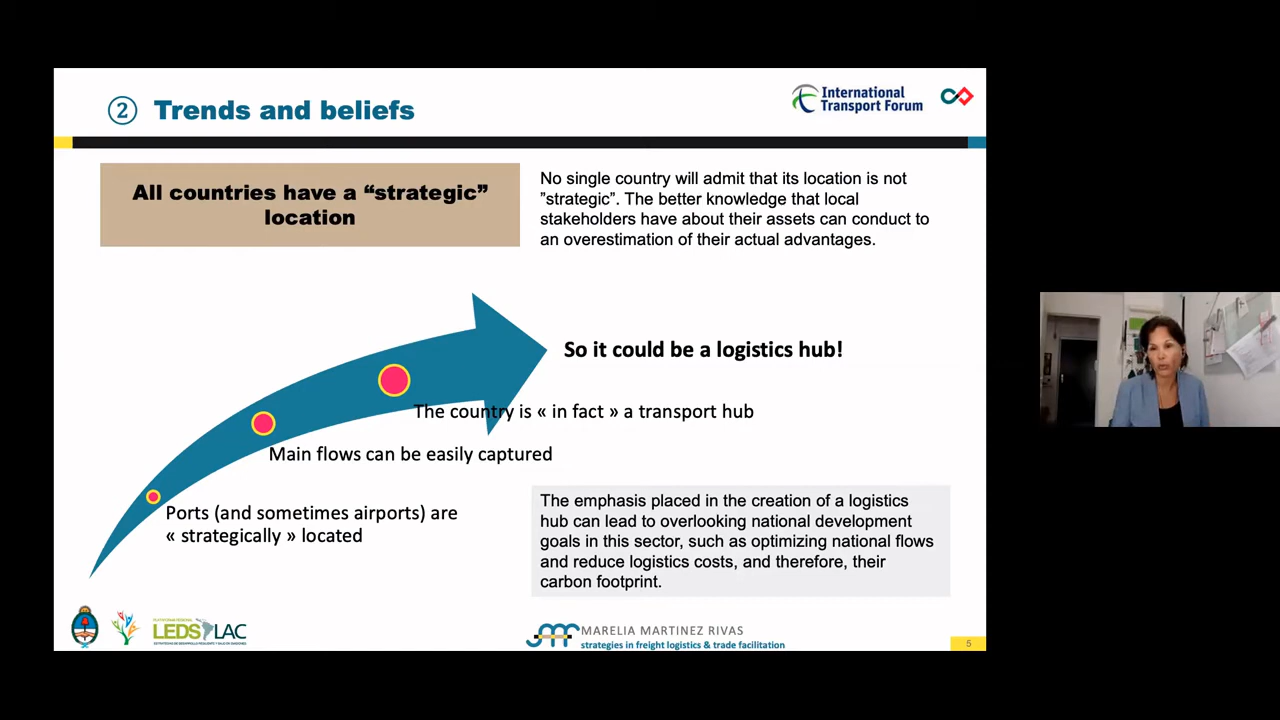 ② Trends and beliefs
International
Transport Forum
All countries have a “strategic”
location
No single country will admit that its location is not
”strategic”. The better knowledge that local
stakeholders have about their assets can conduct to
an overestimation of their actual advantages.
So it could be a logistics hub!
The country is « in fact » a transport hub
Main flows can be easily captured
Ports (and sometimes airports) are
« strategically » located
The emphasis placed in the creation of a logistics
hub can lead to overlooking national development
goals in this sector, such as optimizing national flows
and reduce logistics costs, and therefore, their
carbon footprint.
LEDS LAC
MARELIA MARTINEZ RIVAS
strategies in freight logistics & trade facilitation
5